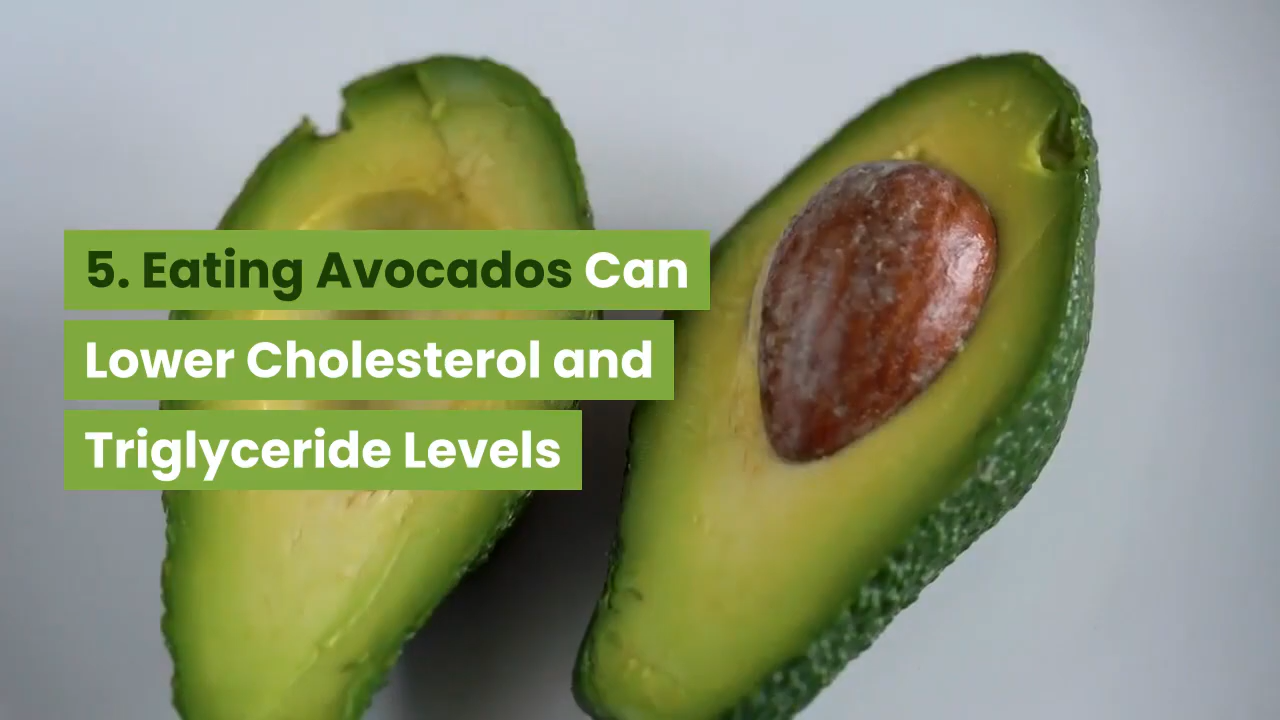 5. Eating Avocados Can
Lower Cholesterol and
Triglyceride Levels